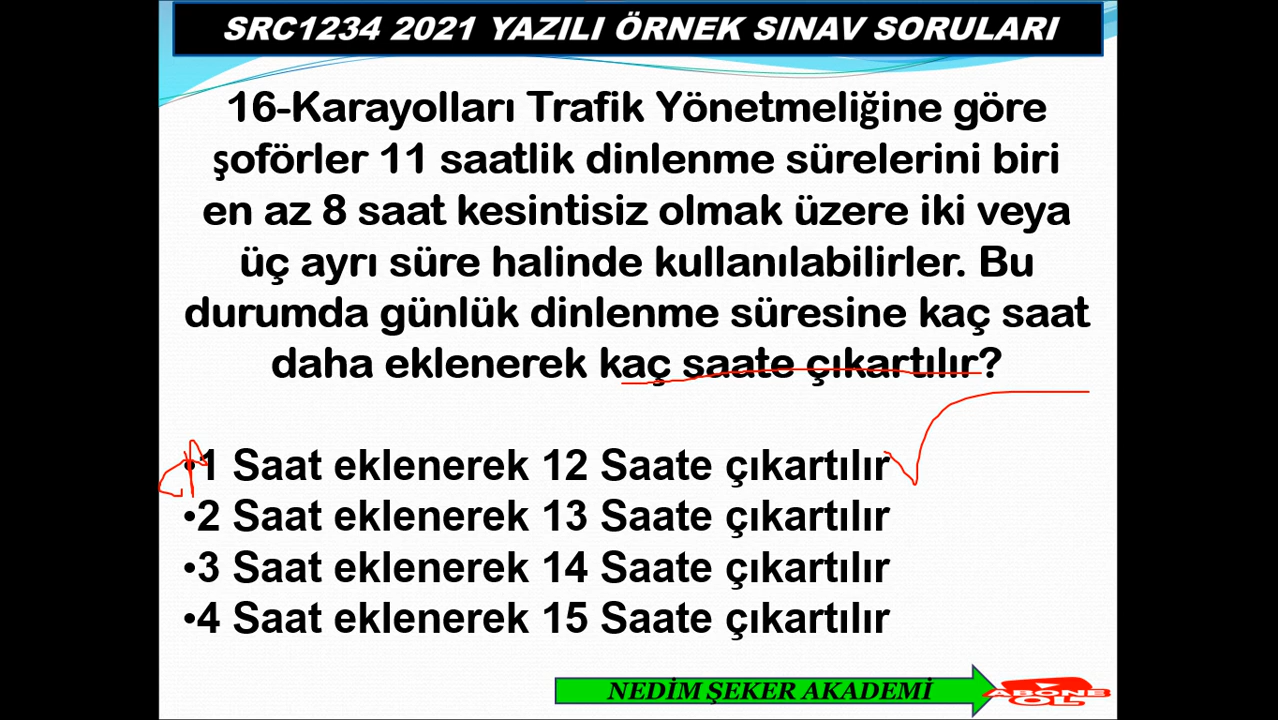 SRC1234 2021 YAZILI ÖRNEK SINAV SORULARI
16-Karayolları Trafik Yönetmeliğine göre
şoförler 11 saatlik dinlenme sürelerini biri
en az 8 saat kesintisiz olmak üzere iki veya
üç ayrı süre halinde kullanılabilirler. Bu
durumda günlük dinlenme süresine kaç saat
daha eklenerek kaç saate çıkartılır?
•1 Saat eklenerek 12 Saate çıkartılır
•2 Saat eklenerek 13 Saate çıkartılır
•3 Saat eklenerek 14 Saate çıkartılır
•4 Saat eklenerek 15 Saate çıkartılır
NEDİM ŞEKER AKADEMİ
ABONE
OL